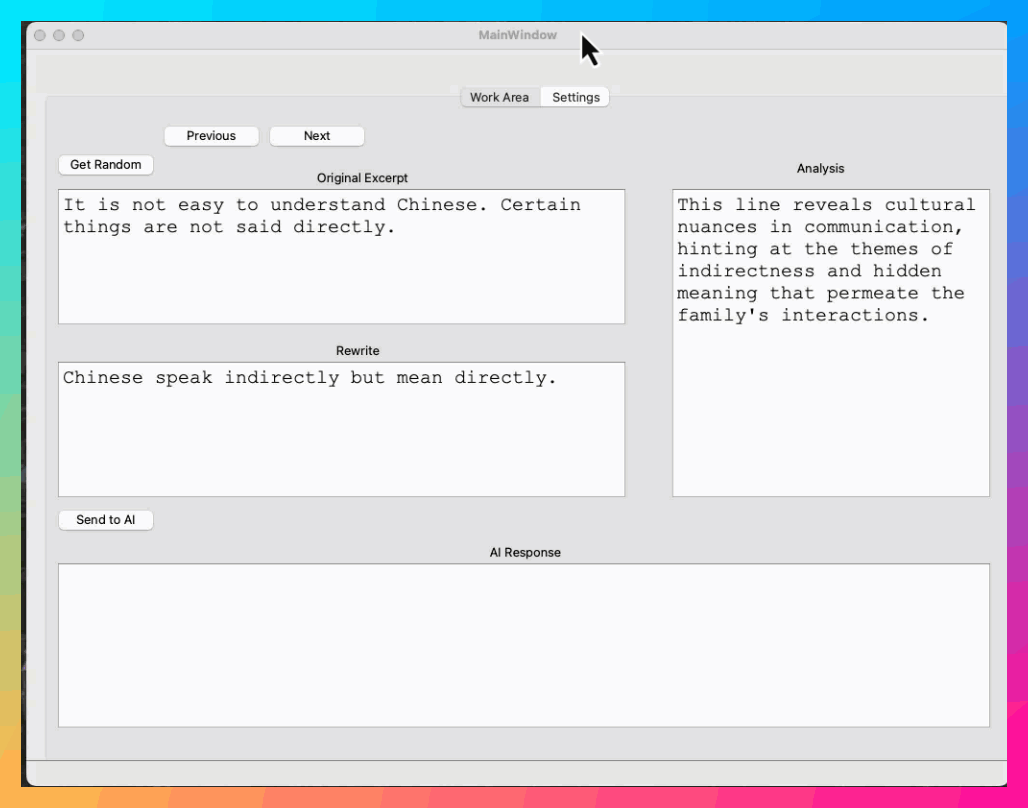 MainWindow
Work Area
Settings
Previous
Next
Get Random
Original Excerpt
It is not easy to understand Chinese. Certain
things are not said directly.
Analysis
This line reveals cultural
nuances in communication,
hinting at the themes of
indirectness and hidden
meaning that permeate the
family's interactions.
Rewrite
Chinese speak indirectly but mean directly.
Send to AI
AI Response